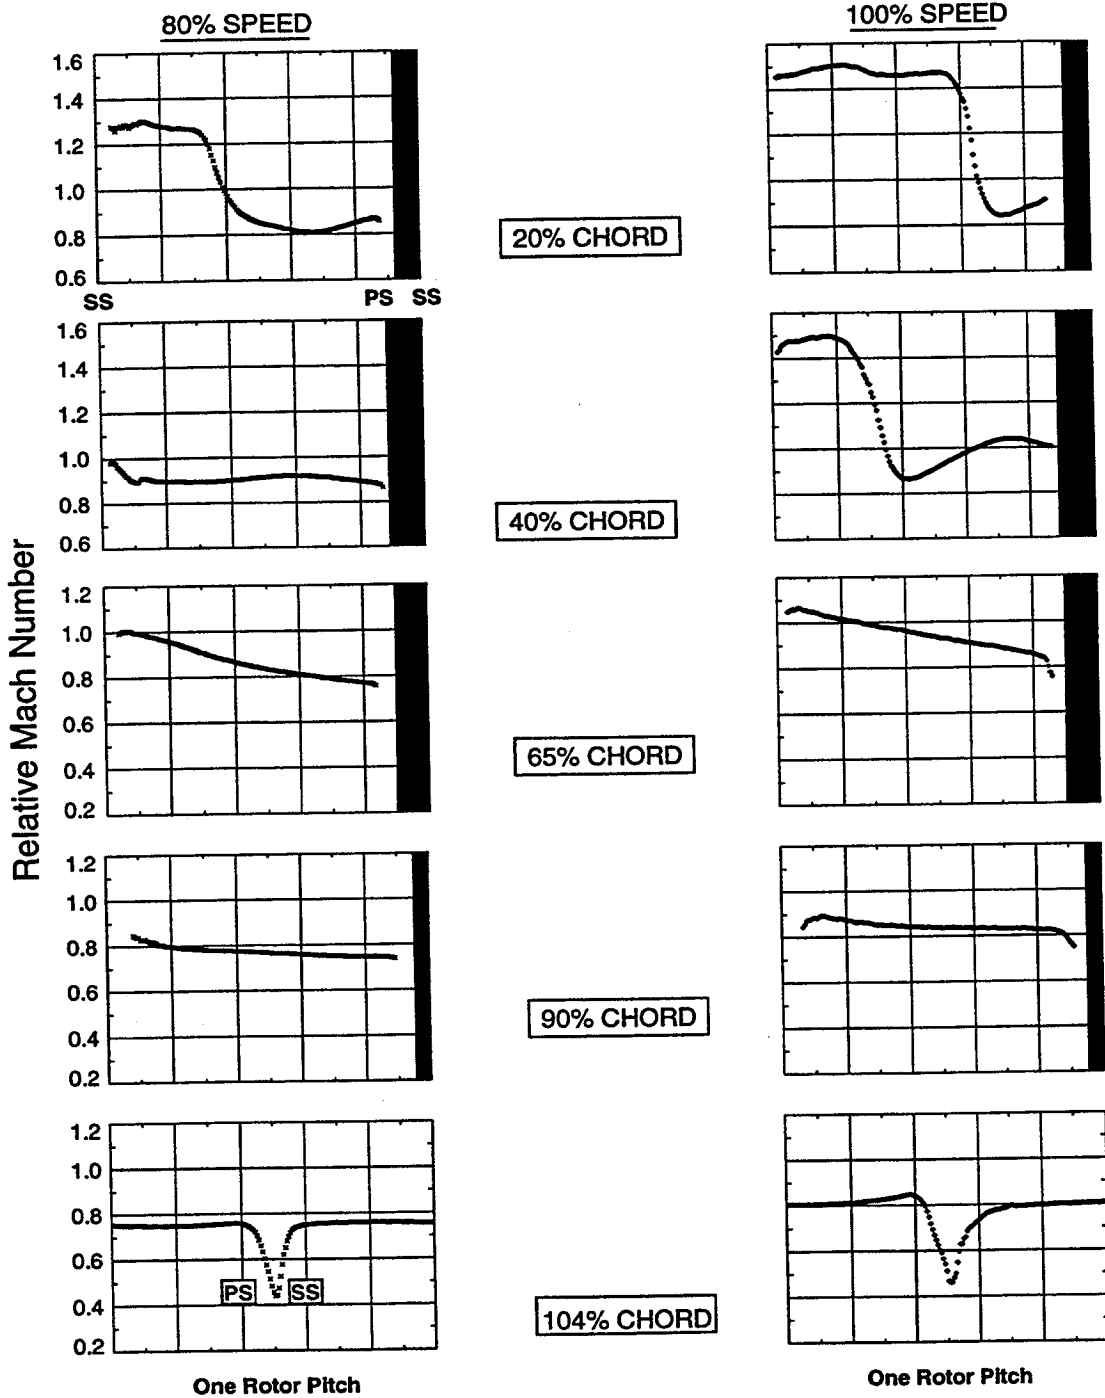 80% SPEED
100% SPEED
1.6
1.4
1.2
1.0
0.8
0.6
20% CHORD
SS
PS
SS
1.6
1.4
1.2
1.0
0.8
0.6
40% CHORD
Relative Mach Number
1.2
1.0
0.8
0.6
0.4
0.2
65% CHORD
1.2
1.0
0.8
0.6
0.4
0.2
90% CHORD
1.2
1.0
0.8
0.6
0.4
0.2
PS
SS
104% CHORD
One Rotor Pitch
One Rotor Pitch